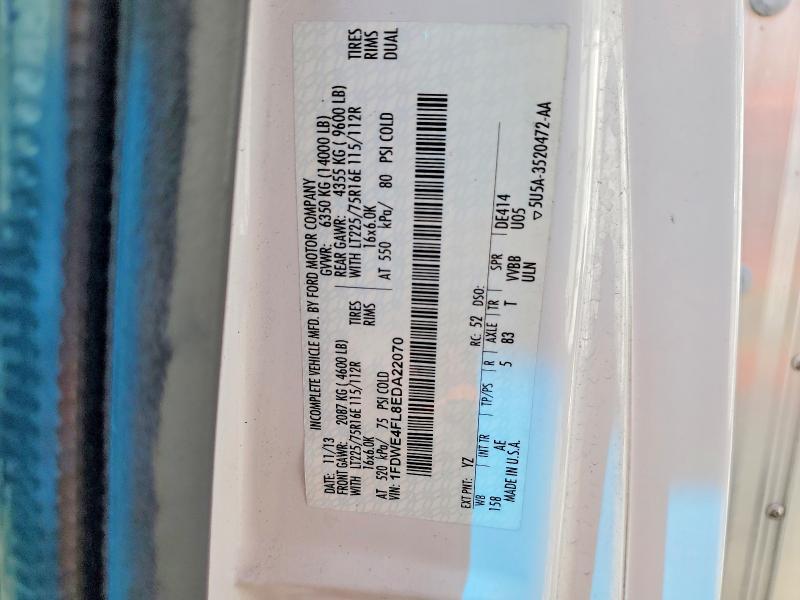 INCOMPLETE VEHICLE MFD. BY FORD MOTOR COMPANY
DATE: 11/13 GVWR: 6350 KG (14000 LB)
FRONT GAWR: 2087 KG ( 4600 LB) REAR GAWR: 4355 KG ( 9600 LB)
WITH LT225/75R16E 115/112R TIRES WITH LT225/75R16E 115/112R TIRES
16x6.0K RIMS 16x6.0K RIMS
AT 520 kPa/ 75 PSI COLD AT 550 kPa/ 80 PSI COLD DUAL
VIN: 1FDWE4FL8EDA22070
EXT PNT: YZ RC: 52 DSO:
WB INT TR TP/PS R AXLE TR SPR DE414
158 AE 5 B3 T VVBB U05
MADE IN U.S.A. ULN
▽5U5A-3520472-AA